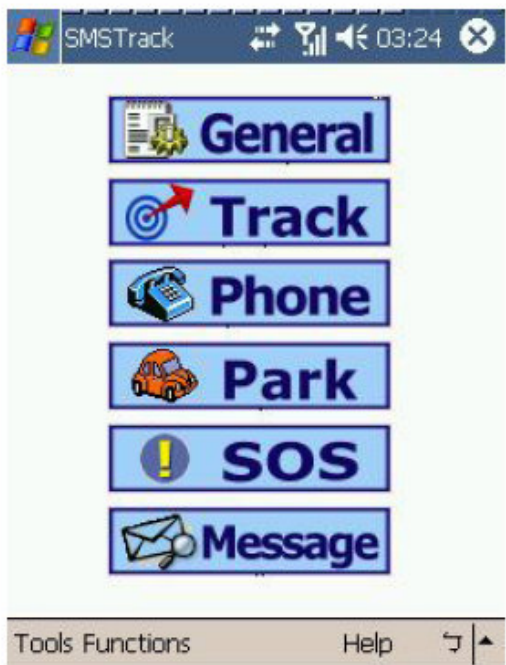 SMSTrack 03:24
General
Track
Phone
Park
SOS
Message
Tools Functions Help